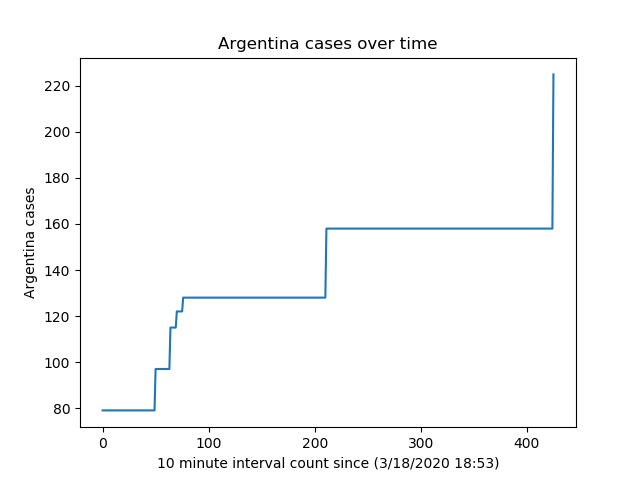 Argentina cases over time
Argentina cases
220
200
180
160
140
120
100
80
0 100 200 300 400
10 minute interval count since (3/18/2020 18:53)